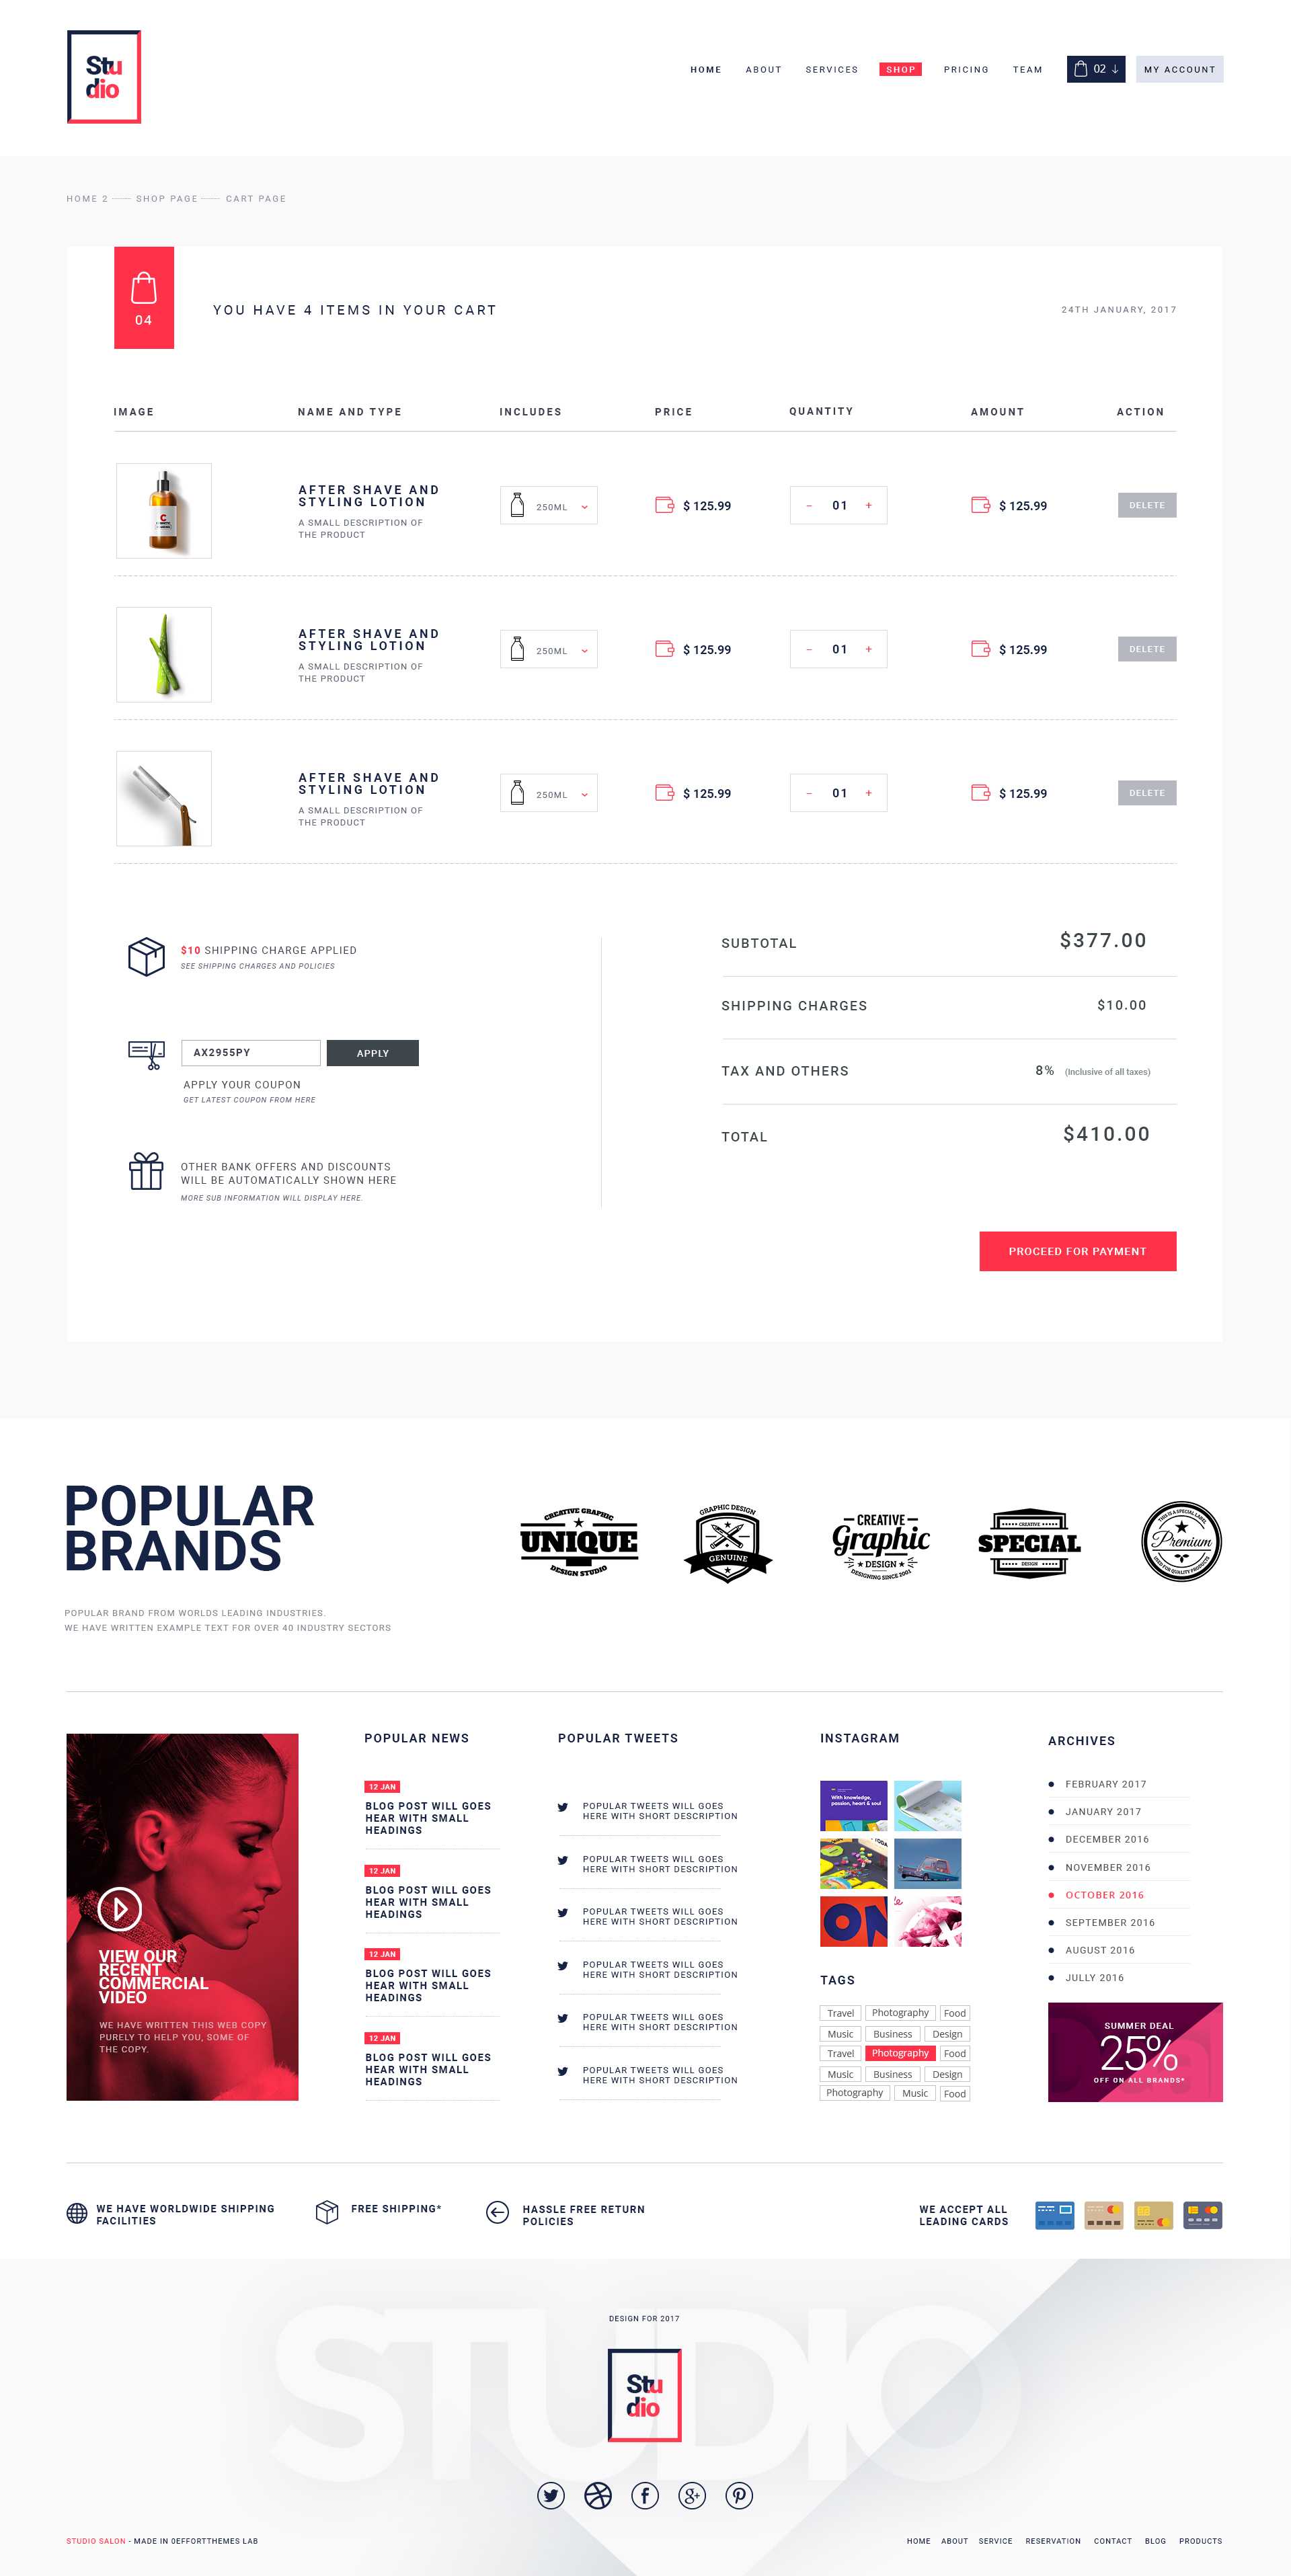 Stu
dio
HOME ABOUT SERVICES SHOP PRICING TEAM 02 MY ACCOUNT
HOME 2 SHOP PAGE CART PAGE
04
YOU HAVE 4 ITEMS IN YOUR CART
24TH JANUARY, 2017
IMAGE NAME AND TYPE INCLUDES PRICE QUANTITY AMOUNT ACTION
AFTER SHAVE AND
STYLING LOTION
A SMALL DESCRIPTION OF
THE PRODUCT
250ML
$ 125.99
− 01 +
$ 125.99
DELETE
AFTER SHAVE AND
STYLING LOTION
A SMALL DESCRIPTION OF
THE PRODUCT
250ML
$ 125.99
− 01 +
$ 125.99
DELETE
AFTER SHAVE AND
STYLING LOTION
A SMALL DESCRIPTION OF
THE PRODUCT
250ML
$ 125.99
− 01 +
$ 125.99
DELETE
$10 SHIPPING CHARGE APPLIED
SEE SHIPPING CHARGES AND POLICIES
AX2955PY
APPLY
APPLY YOUR COUPON
GET LATEST COUPON FROM HERE
OTHER BANK OFFERS AND DISCOUNTS
WILL BE AUTOMATICALLY SHOWN HERE
MORE SUB INFORMATION WILL DISPLAY HERE.
SUBTOTAL $377.00
SHIPPING CHARGES $10.00
TAX AND OTHERS 8% (Inclusive of all taxes)
TOTAL $410.00
PROCEED FOR PAYMENT
POPULAR
BRANDS
POPULAR BRAND FROM WORLDS LEADING INDUSTRIES.
WE HAVE WRITTEN EXAMPLE TEXT FOR OVER 40 INDUSTRY SECTORS
CREATIVE GRAPHIC
UNIQUE
DESIGN STUDIO
GRAPHIC DESIGN
GENUINE
CREATIVE
Graphic
DESIGN
DESIGNING SINCE 2001
CREATIVE
SPECIAL
DESIGN
THIS IS A SPECIAL LABEL
Premium
USED FOR QUALITY PRODUCTS
VIEW OUR
RECENT
COMMERCIAL
VIDEO
WE HAVE WRITTEN THIS WEB COPY
PURELY TO HELP YOU, SOME OF
THE COPY.
POPULAR NEWS
12 JAN
BLOG POST WILL GOES
HEAR WITH SMALL
HEADINGS
12 JAN
BLOG POST WILL GOES
HEAR WITH SMALL
HEADINGS
12 JAN
BLOG POST WILL GOES
HEAR WITH SMALL
HEADINGS
12 JAN
BLOG POST WILL GOES
HEAR WITH SMALL
HEADINGS
POPULAR TWEETS
POPULAR TWEETS WILL GOES
HERE WITH SHORT DESCRIPTION
POPULAR TWEETS WILL GOES
HERE WITH SHORT DESCRIPTION
POPULAR TWEETS WILL GOES
HERE WITH SHORT DESCRIPTION
POPULAR TWEETS WILL GOES
HERE WITH SHORT DESCRIPTION
POPULAR TWEETS WILL GOES
HERE WITH SHORT DESCRIPTION
POPULAR TWEETS WILL GOES
HERE WITH SHORT DESCRIPTION
INSTAGRAM
With knowledge,
passion, heart & soul
TAGS
Travel Photography Food
Music Business Design
Travel Photography Food
Music Business Design
Photography Music Food
ARCHIVES
FEBRUARY 2017
JANUARY 2017
DECEMBER 2016
NOVEMBER 2016
OCTOBER 2016
SEPTEMBER 2016
AUGUST 2016
JULLY 2016
SUMMER DEAL
25%
OFF ON ALL BRANDS*
WE HAVE WORLDWIDE SHIPPING
FACILITIES
FREE SHIPPING*
HASSLE FREE RETURN
POLICIES
WE ACCEPT ALL
LEADING CARDS
STUDIO
DESIGN FOR 2017
Stu
dio
STUDIO SALON - MADE IN 0EFFORTTHEMES LAB
HOME ABOUT SERVICE RESERVATION CONTACT BLOG PRODUCTS